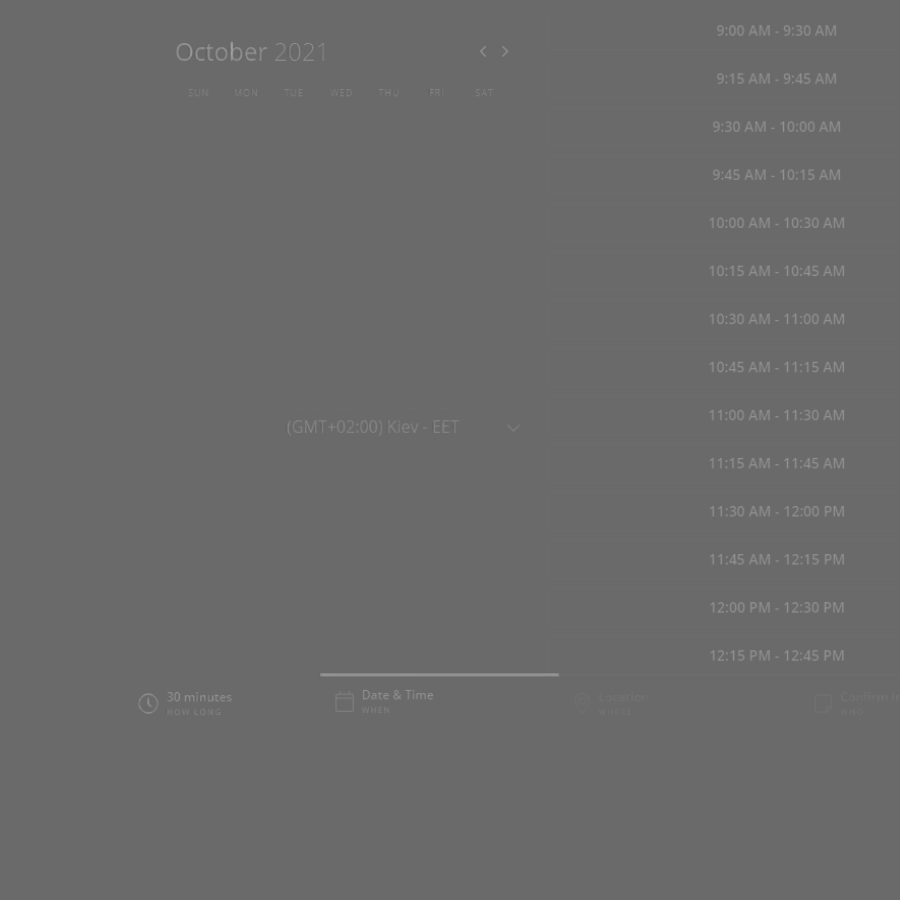 October 2021
SUN MON TUE WED THU FRI SAT
(GMT+02:00) Kiev - EET
9:00 AM - 9:30 AM
9:15 AM - 9:45 AM
9:30 AM - 10:00 AM
9:45 AM - 10:15 AM
10:00 AM - 10:30 AM
10:15 AM - 10:45 AM
10:30 AM - 11:00 AM
10:45 AM - 11:15 AM
11:00 AM - 11:30 AM
11:15 AM - 11:45 AM
11:30 AM - 12:00 PM
11:45 AM - 12:15 PM
12:00 PM - 12:30 PM
12:15 PM - 12:45 PM
30 minutes
HOW LONG
Date & Time
WHEN
Location
WHERE
Confirm
WHO